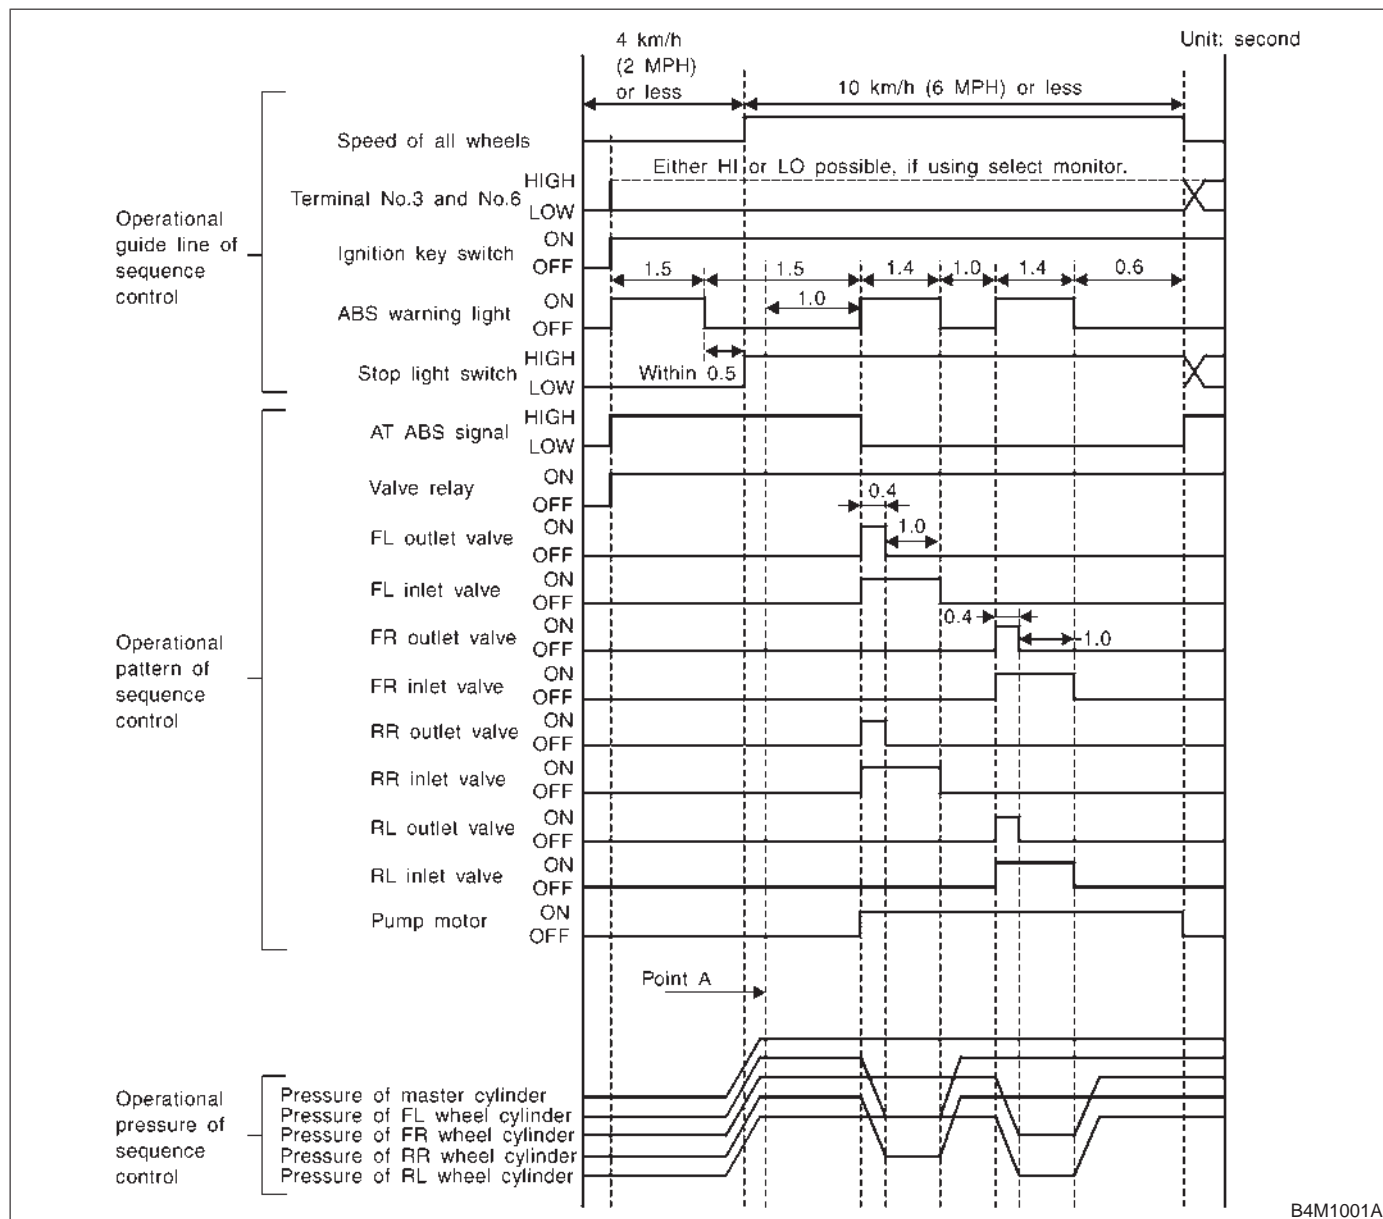 4 km/h
(2 MPH)
or less
Unit: second
10 km/h (6 MPH) or less
Speed of all wheels
Either HI or LO possible, if using select monitor.
Terminal No.3 and No.6
HIGH
LOW
Operational
guide line of
sequence
control
Ignition key switch
ON
OFF
1.5
1.5
1.4
1.0
1.4
0.6
ABS warning light
ON
OFF
1.0
Stop light switch
HIGH
LOW
Within 0.5
AT ABS signal
HIGH
LOW
Valve relay
ON
OFF
0.4
FL outlet valve
ON
OFF
1.0
FL inlet valve
ON
OFF
0.4
Operational
pattern of
sequence
control
FR outlet valve
ON
OFF
1.0
FR inlet valve
ON
OFF
RR outlet valve
ON
OFF
RR inlet valve
ON
OFF
RL outlet valve
ON
OFF
RL inlet valve
ON
OFF
Pump motor
ON
OFF
Point A
Operational
pressure of
sequence
control
Pressure of master cylinder
Pressure of FL wheel cylinder
Pressure of FR wheel cylinder
Pressure of RR wheel cylinder
Pressure of RL wheel cylinder
B4M1001A